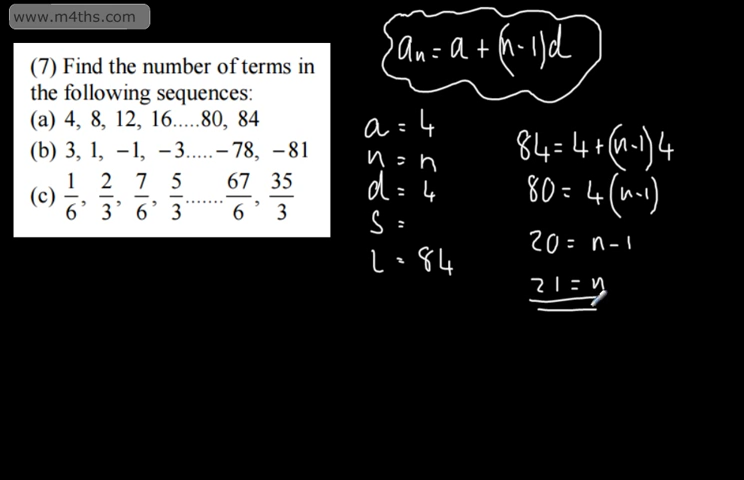 www.m4ths.com
(7) Find the number of terms in
the following sequences:
(a) 4, 8, 12, 16.....80, 84
(b) 3, 1, −1, −3.....−78, −81
(c) 1/6, 2/3, 7/6, 5/3.......67/6, 35/3
aₙ = a + (n-1)d
a = 4
n = n
d = 4
S =
L = 84
84 = 4 + (n-1)4
80 = 4(n-1)
20 = n-1
21 = n